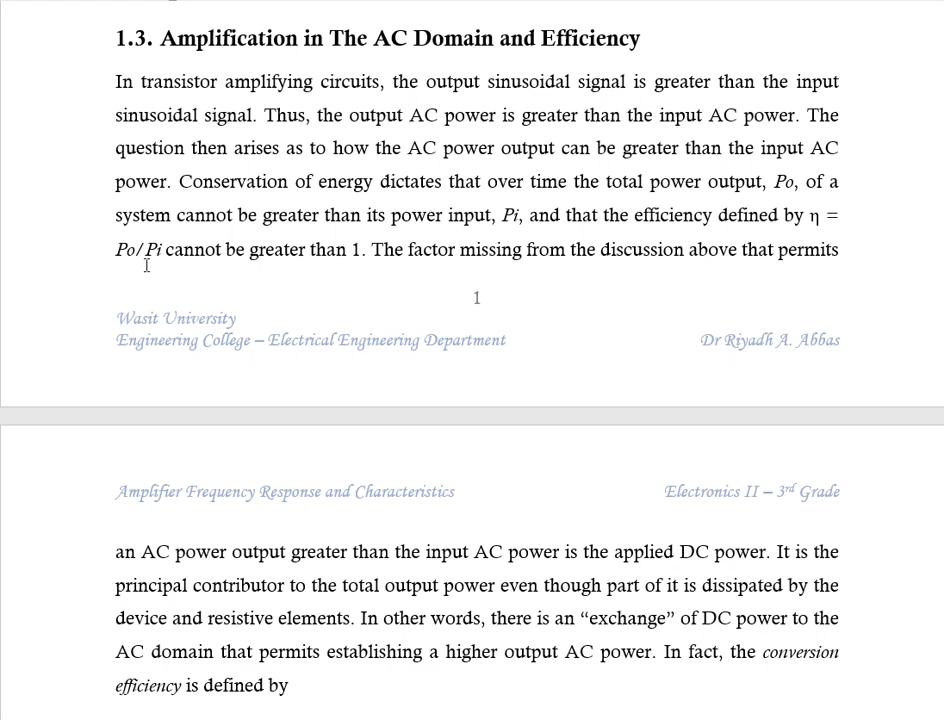 1.3. Amplification in The AC Domain and Efficiency
In transistor amplifying circuits, the output sinusoidal signal is greater than the input
sinusoidal signal. Thus, the output AC power is greater than the input AC power. The
question then arises as to how the AC power output can be greater than the input AC
power. Conservation of energy dictates that over time the total power output, Po, of a
system cannot be greater than its power input, Pi, and that the efficiency defined by η =
Po/Pi cannot be greater than 1. The factor missing from the discussion above that permits
1
Wasit University
Engineering College – Electrical Engineering Department Dr Riyadh A. Abbas
Amplifier Frequency Response and Characteristics Electronics II – 3rd Grade
an AC power output greater than the input AC power is the applied DC power. It is the
principal contributor to the total output power even though part of it is dissipated by the
device and resistive elements. In other words, there is an “exchange” of DC power to the
AC domain that permits establishing a higher output AC power. In fact, the conversion
efficiency is defined by